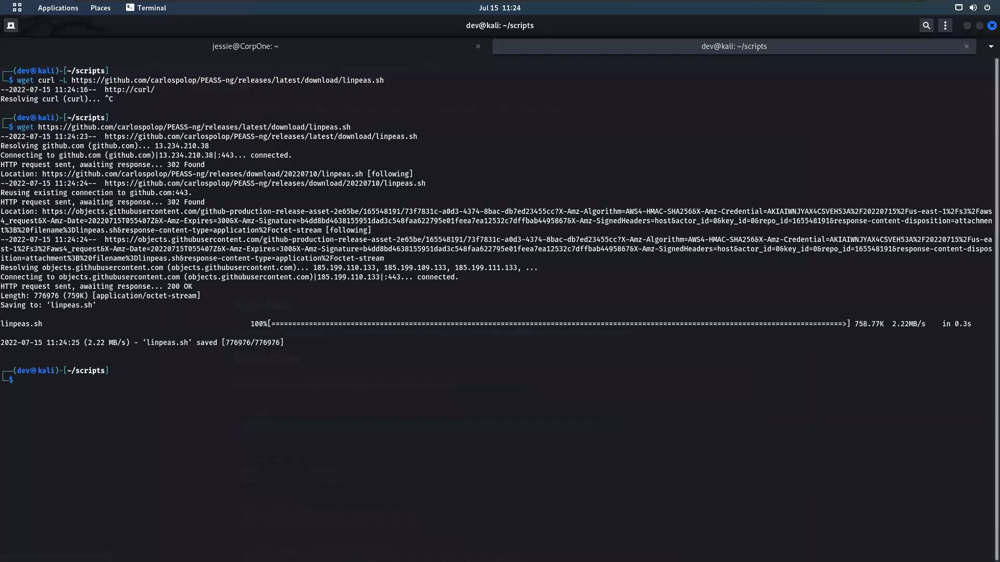 Applications Places Terminal Jul 15 11:24
dev@kali: ~/scripts
jessie@CorpOne: ~ × dev@kali: ~/scripts ×
┌──(dev㉿kali)-[~/scripts]
└─$ wget curl -L https://github.com/carlospolop/PEASS-ng/releases/latest/download/linpeas.sh
--2022-07-15 11:24:16--  http://curl/
Resolving curl (curl)... ^C
┌──(dev㉿kali)-[~/scripts]
└─$ wget https://github.com/carlospolop/PEASS-ng/releases/latest/download/linpeas.sh
--2022-07-15 11:24:23--  https://github.com/carlospolop/PEASS-ng/releases/latest/download/linpeas.sh
Resolving github.com (github.com)... 13.234.210.38
Connecting to github.com (github.com)|13.234.210.38|:443... connected.
HTTP request sent, awaiting response... 302 Found
Location: https://github.com/carlospolop/PEASS-ng/releases/download/20220710/linpeas.sh [following]
--2022-07-15 11:24:24--  https://github.com/carlospolop/PEASS-ng/releases/download/20220710/linpeas.sh
Reusing existing connection to github.com:443.
HTTP request sent, awaiting response... 302 Found
Location: https://objects.githubusercontent.com/github-production-release-asset-2e65be/165548191/73f7831c-a0d3-4374-8bac-db7ed23455cc?X-Amz-Algorithm=AWS4-HMAC-SHA256&X-Amz-Credential=AKIAIWNJYAX4CSVEH53A%2F20220715%2Fus-east-1%2Fs3%2Faws
4_request&X-Amz-Date=20220715T055407Z&X-Amz-Expires=300&X-Amz-Signature=b4dd8bd4638155951dad3c548faa622795e01feea7ea12532c7dffbab4495867&X-Amz-SignedHeaders=host&actor_id=0&key_id=0&repo_id=165548191&response-content-disposition=attachmen
t%3B%20filename%3Dlinpeas.sh&response-content-type=application%2Foctet-stream [following]
--2022-07-15 11:24:24--  https://objects.githubusercontent.com/github-production-release-asset-2e65be/165548191/73f7831c-a0d3-4374-8bac-db7ed23455cc?X-Amz-Algorithm=AWS4-HMAC-SHA256&X-Amz-Credential=AKIAIWNJYAX4CSVEH53A%2F20220715%2Fus-ea
st-1%2Fs3%2Faws4_request&X-Amz-Date=20220715T055407Z&X-Amz-Expires=300&X-Amz-Signature=b4dd8bd4638155951dad3c548faa622795e01feea7ea12532c7dffbab4495867&X-Amz-SignedHeaders=host&actor_id=0&key_id=0&repo_id=165548191&response-content-dispos
ition=attachment%3B%20filename%3Dlinpeas.sh&response-content-type=application%2Foctet-stream
Resolving objects.githubusercontent.com (objects.githubusercontent.com)... 185.199.110.133, 185.199.109.133, 185.199.111.133, ...
Connecting to objects.githubusercontent.com (objects.githubusercontent.com)|185.199.110.133|:443... connected.
HTTP request sent, awaiting response... 200 OK
Length: 776976 (759K) [application/octet-stream]
Saving to: ‘linpeas.sh’
linpeas.sh 100%[==========================================================================================================================================>] 758.77K 2.22MB/s in 0.3s
2022-07-15 11:24:25 (2.22 MB/s) - ‘linpeas.sh’ saved [776976/776976]
┌──(dev㉿kali)-[~/scripts]
└─$